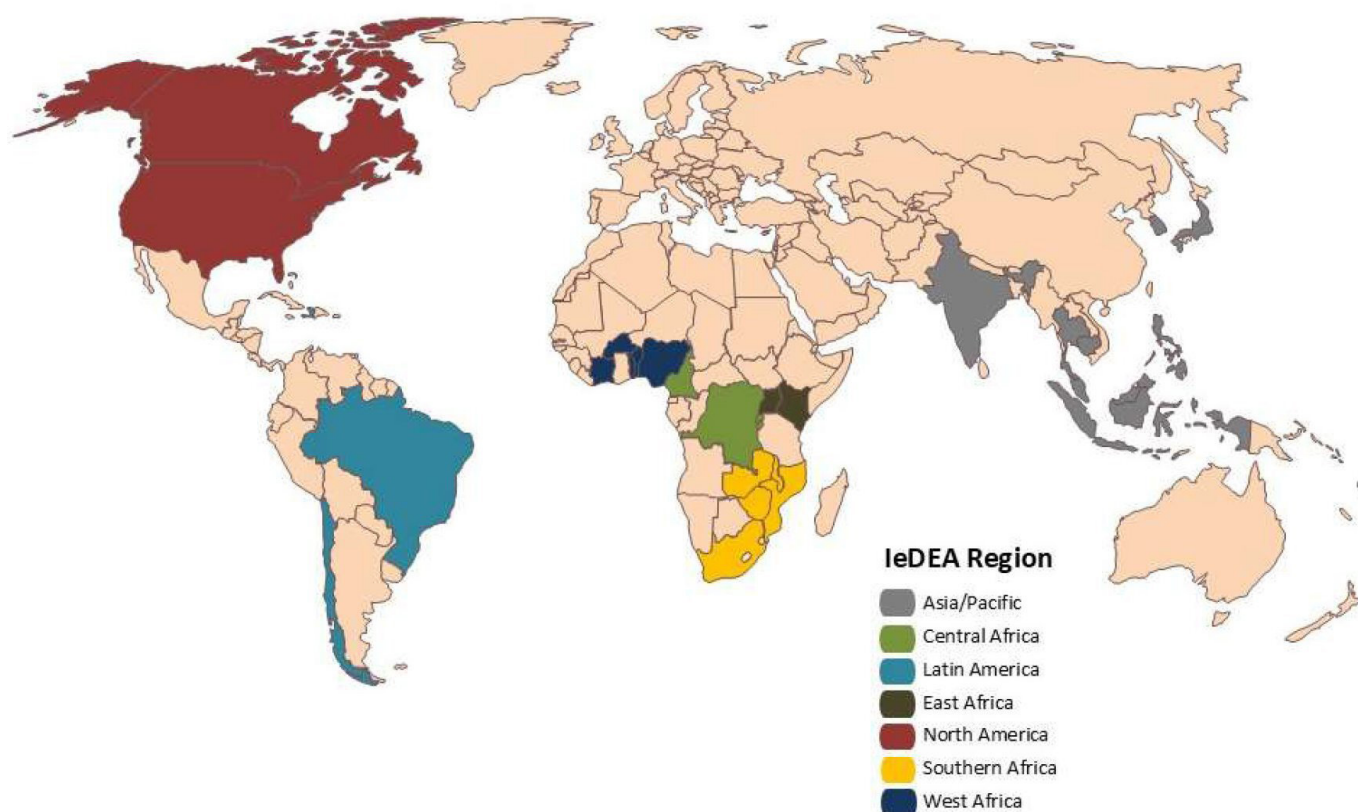 IeDEA Region
Asia/Pacific
Central Africa
Latin America
East Africa
North America
Southern Africa
West Africa